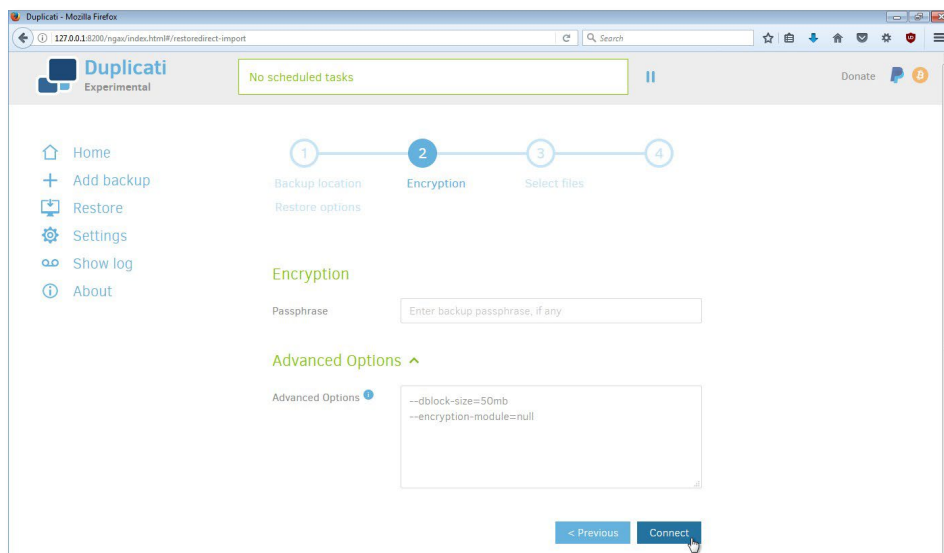 Duplicati - Mozilla Firefox
127.0.0.1:8200/ngax/index.html#/restoredirect-import
Search
Duplicati
Experimental
No scheduled tasks
Donate
Home
Add backup
Restore
Settings
Show log
About
1 2 3 4
Backup location Encryption Select files
Restore options
Encryption
Passphrase Enter backup passphrase, if any
Advanced Options
Advanced Options --dblock-size=50mb
--encryption-module=null
< Previous Connect